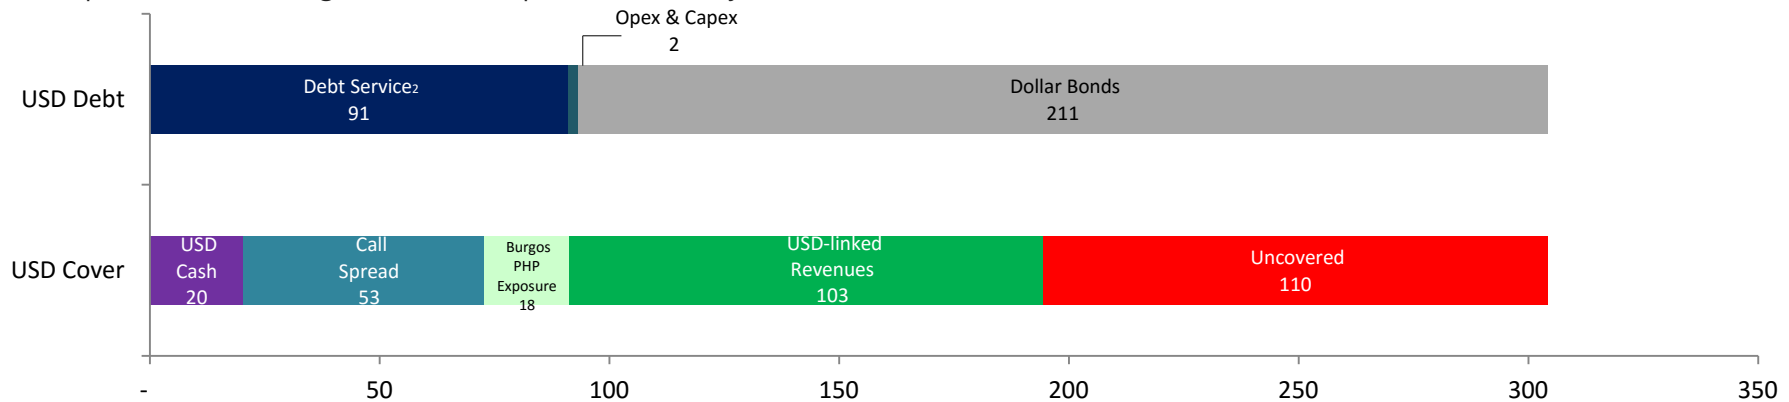 Opex & Capex
2
USD Debt
Debt Service2
91
Dollar Bonds
211
USD Cover
USD
Cash
20
Call
Spread
53
Burgos
PHP
Exposure
18
USD-linked
Revenues
103
Uncovered
110
- 50 100 150 200 250 300 350